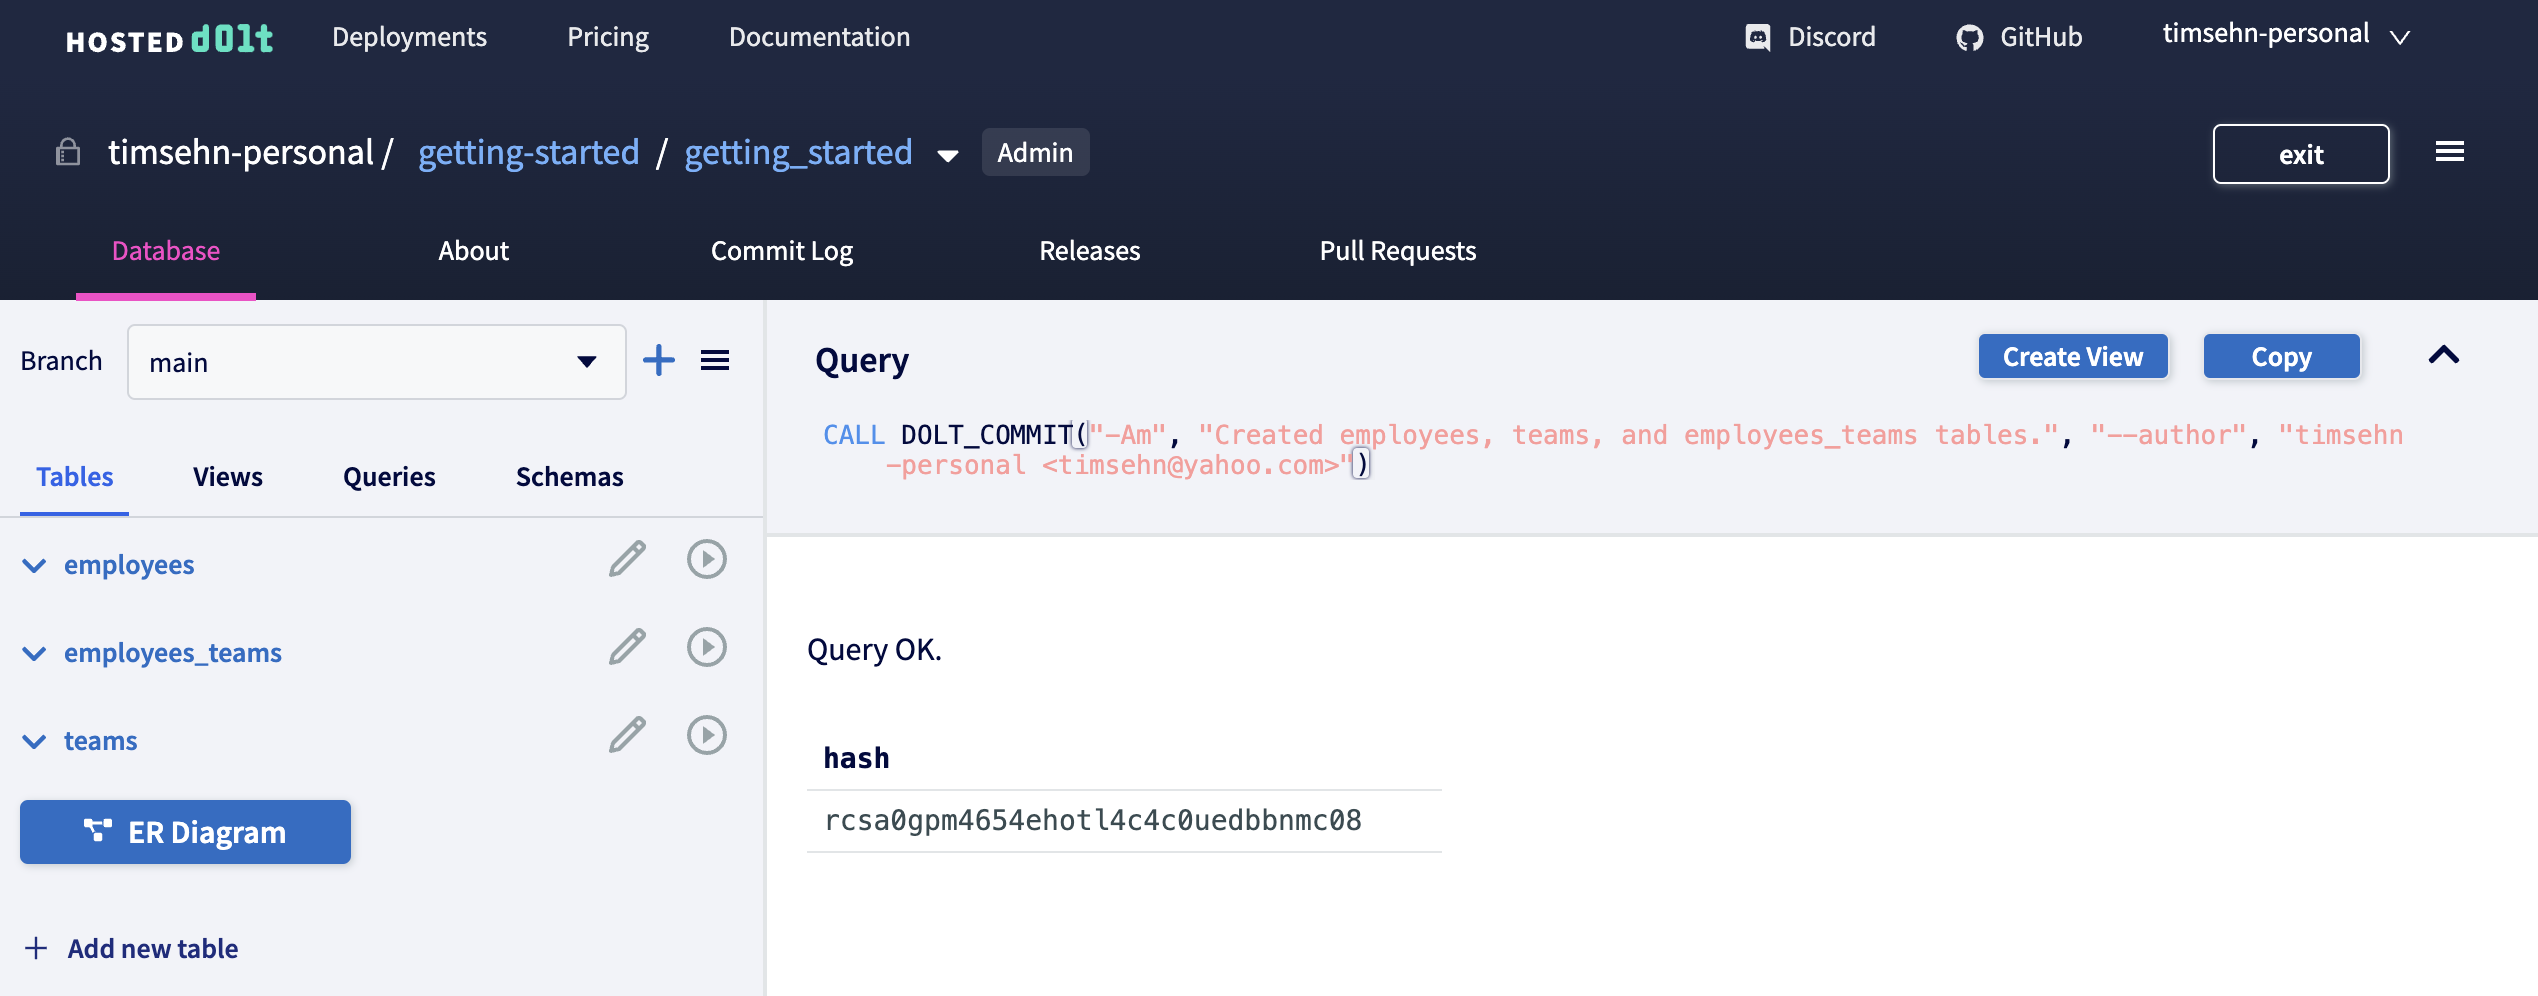 HOSTED dolt Deployments Pricing Documentation Discord GitHub timsehn-personal
timsehn-personal / getting-started / getting_started Admin exit
Database About Commit Log Releases Pull Requests
Branch main
Tables Views Queries Schemas
employees
employees_teams
teams
ER Diagram
+ Add new table
Query Create View Copy
CALL DOLT_COMMIT("-Am", "Created employees, teams, and employees_teams tables.", "--author", "timsehn
-personal <timsehn@yahoo.com>")
Query OK.
hash
rcsa0gpm4654ehotl4c4c0uedbbnmc08